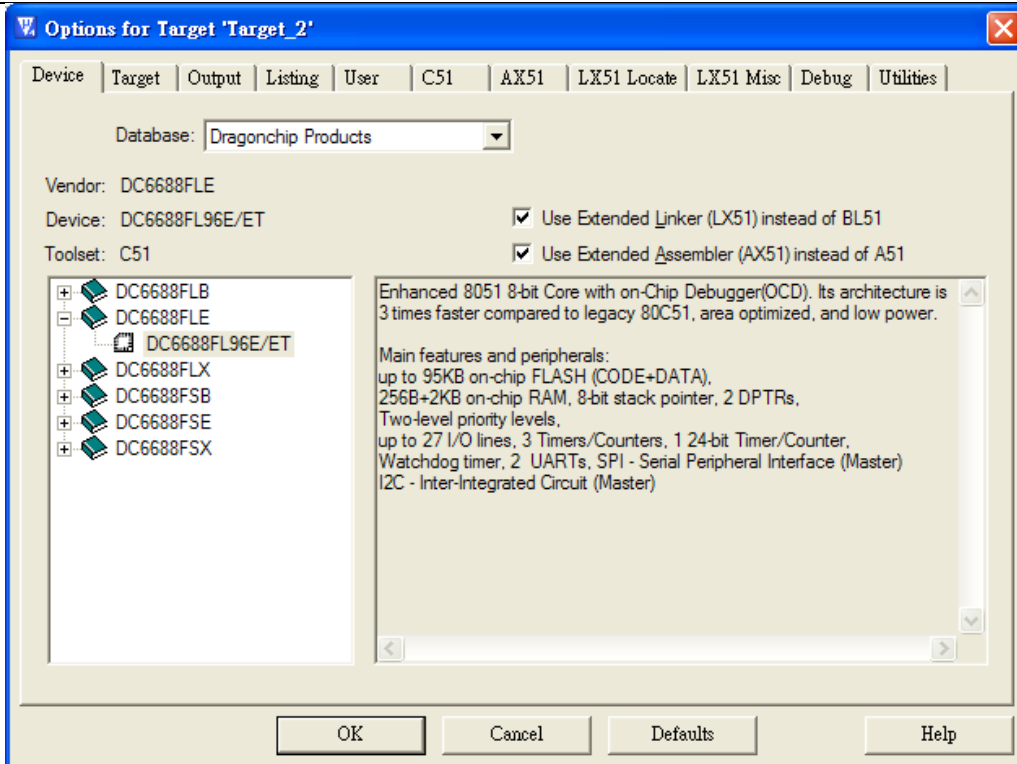 Options for Target 'Target_2'
Device Target Output Listing User C51 AX51 LX51 Locate LX51 Misc Debug Utilities
Database: Dragonchip Products
Vendor: DC6688FLE
Device: DC6688FL96E/ET
Toolset: C51
Use Extended Linker (LX51) instead of BL51
Use Extended Assembler (AX51) instead of A51
DC6688FLB
DC6688FLE
DC6688FL96E/ET
DC6688FLX
DC6688FSB
DC6688FSE
DC6688FSX
Enhanced 8051 8-bit Core with on-Chip Debugger(OCD). Its architecture is
3 times faster compared to legacy 80C51, area optimized, and low power.
Main features and peripherals:
up to 95KB on-chip FLASH (CODE+DATA),
256B+2KB on-chip RAM, 8-bit stack pointer, 2 DPTRs,
Two-level priority levels,
up to 27 I/O lines, 3 Timers/Counters, 1 24-bit Timer/Counter,
Watchdog timer, 2 UARTs, SPI - Serial Peripheral Interface (Master)
I2C - Inter-Integrated Circuit (Master)
OK Cancel Defaults Help